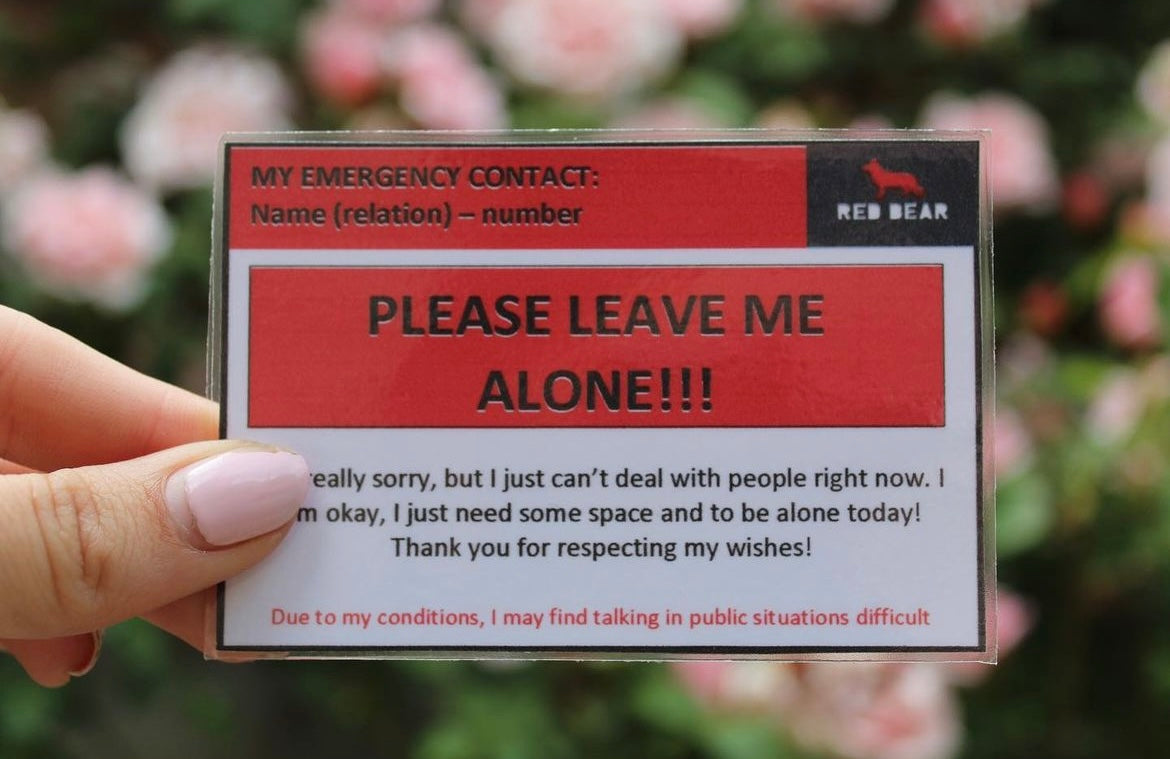 MY EMERGENCY CONTACT:
Name (relation) – number
RED BEAR
PLEASE LEAVE ME
ALONE!!!
really sorry, but I just can't deal with people right now. I
m okay, I just need some space and to be alone today!
Thank you for respecting my wishes!
Due to my conditions, I may find talking in public situations difficult